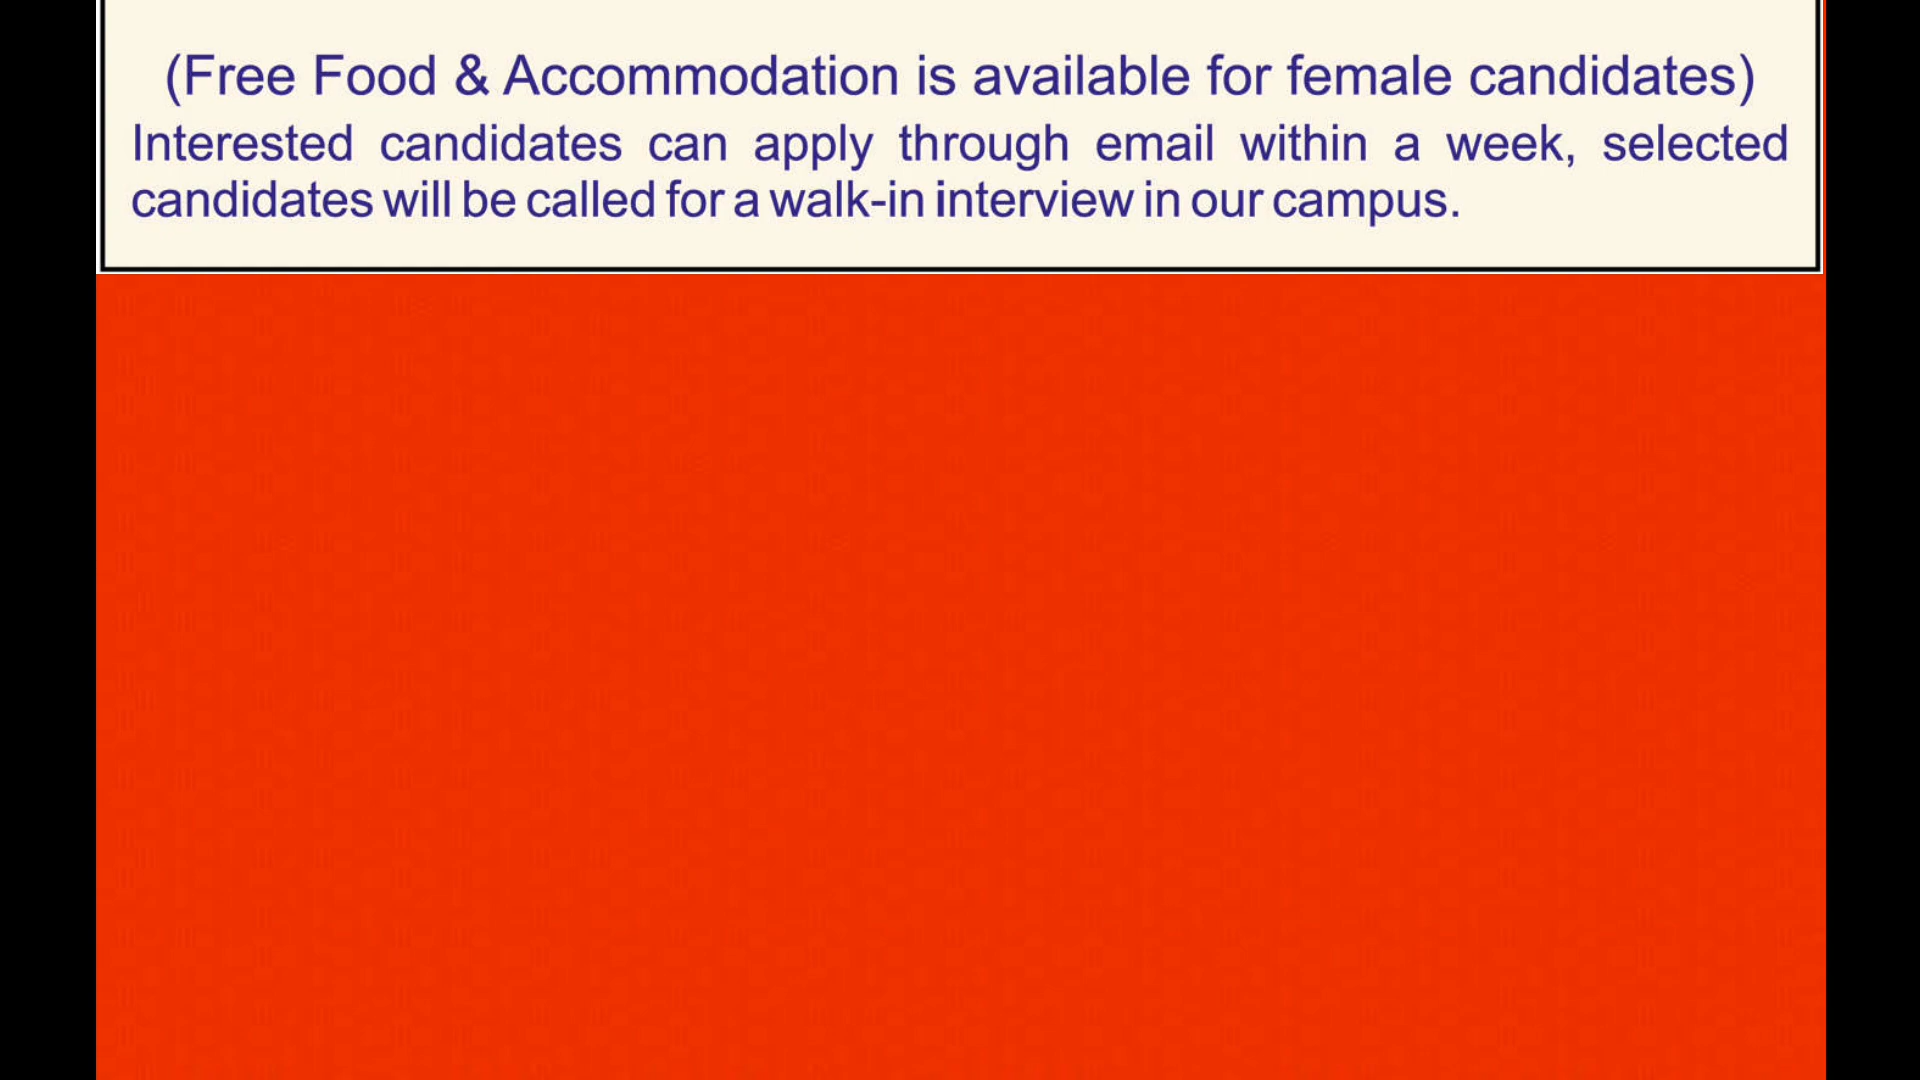 (Free Food & Accommodation is available for female candidates)
Interested candidates can apply through email within a week, selected
candidates will be called for a walk-in interview in our campus.